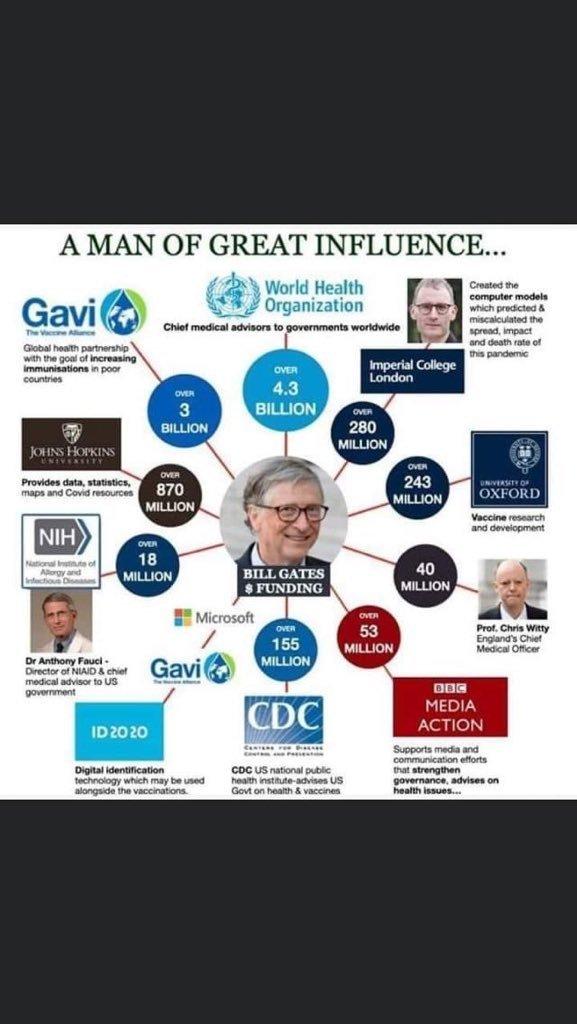 A MAN OF GREAT INFLUENCE...
Gavi
The Vaccine Alliance
Global health partnership
with the goal of increasing
immunisations in poor
countries
OVER
3
BILLION
World Health
Organization
Chief medical advisors to governments worldwide
OVER
4.3
BILLION
Created the
computer models
which predicted &
miscalculated the
spread, impact
and death rate of
this pandemic
Imperial College
London
OVER
280
MILLION
JOHNS HOPKINS
UNIVERSITY
Provides data, statistics,
maps and Covid resources
OVER
870
MILLION
OVER
243
MILLION
UNIVERSITY OF
OXFORD
Vaccine research
and development
NIH
National Institute of
Allergy and
Infectious Diseases
OVER
18
MILLION
BILL GATES
$ FUNDING
40
MILLION
Prof. Chris Witty
England's Chief
Medical Officer
Dr Anthony Fauci -
Director of NIAID & chief
medical advisor to US
government
Microsoft
Gavi
The Vaccine Alliance
ID2020
Digital identification
technology which may be used
alongside the vaccinations.
OVER
155
MILLION
CDC
CENTERS FOR DISEASE
CONTROL AND PREVENTION
CDC US national public
health institute-advises US
Govt on health & vaccines
OVER
53
MILLION
BBC
MEDIA
ACTION
Supports media and
communication efforts
that strengthen
governance, advises on
health issues...